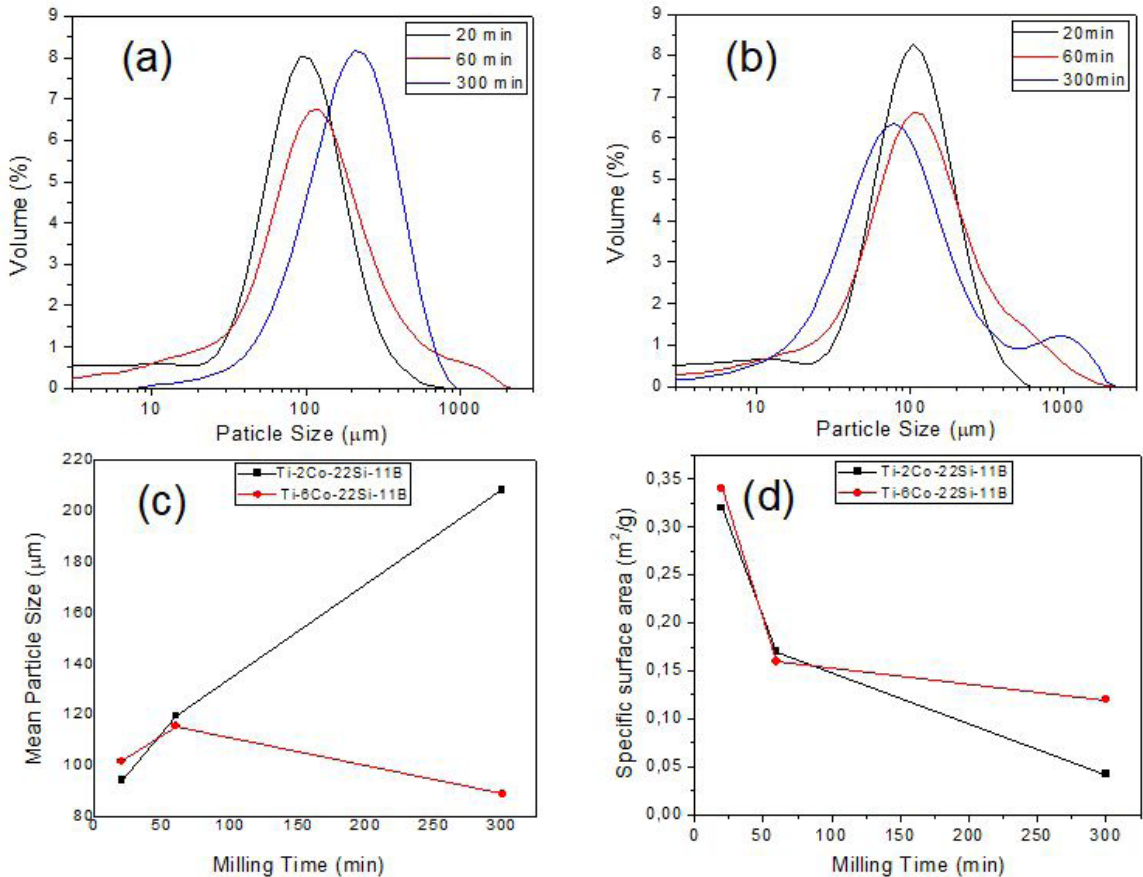 (a)
20 min
60 min
300 min
9
8
7
6
5
4
3
2
1
0
Volume (%)
10
100
1000
Paticle Size (μm)
(b)
20min
60min
300min
9
8
7
6
5
4
3
2
1
0
Volume (%)
10
100
1000
Particle Size (μm)
(c)
Ti-2Co-22Si-11B
Ti-6Co-22Si-11B
220
200
180
160
140
120
100
80
Mean Particle Size (μm)
0
50
100
150
200
250
300
Milling Time (min)
(d)
Ti-2Co-22Si-11B
Ti-6Co-22Si-11B
0,35
0,30
0,25
0,20
0,15
0,10
0,05
0,00
Specific surface area (m²/g)
0
50
100
150
200
250
300
Milling Time (min)